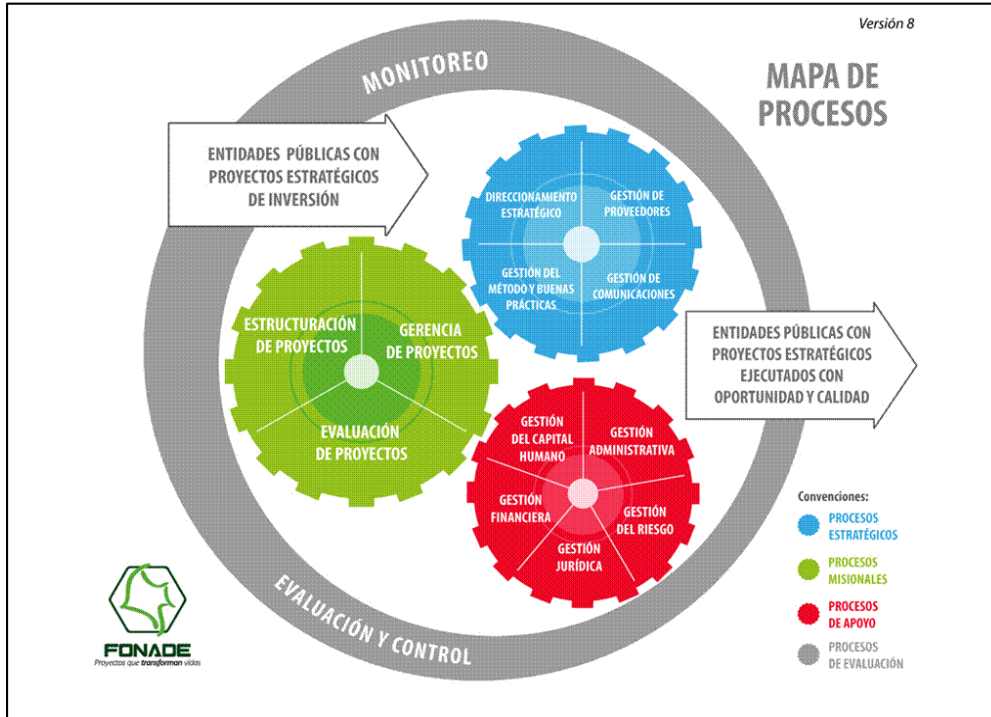 Versión 8
MAPA DE
PROCESOS
MONITOREO
ENTIDADES PÚBLICAS CON
PROYECTOS ESTRATÉGICOS
DE INVERSIÓN
DIRECCIONAMIENTO
ESTRATÉGICO
GESTIÓN DE
PROVEEDORES
GESTIÓN DEL
MÉTODO Y BUENAS
PRÁCTICAS
GESTIÓN DE
COMUNICACIONES
ESTRUCTURACIÓN
DE PROYECTOS
GERENCIA
DE PROYECTOS
EVALUACIÓN
DE PROYECTOS
ENTIDADES PÚBLICAS CON
PROYECTOS ESTRATÉGICOS
EJECUTADOS CON
OPORTUNIDAD Y CALIDAD
GESTIÓN
DEL CAPITAL
HUMANO
GESTIÓN
ADMINISTRATIVA
GESTIÓN
FINANCIERA
GESTIÓN
DEL RIESGO
GESTIÓN
JURÍDICA
EVALUACIÓN Y CONTROL
Convenciones:
PROCESOS
ESTRATÉGICOS
PROCESOS
MISIONALES
PROCESOS
DE APOYO
PROCESOS
DE EVALUACIÓN
FONADE
Proyectos que transforman vidas